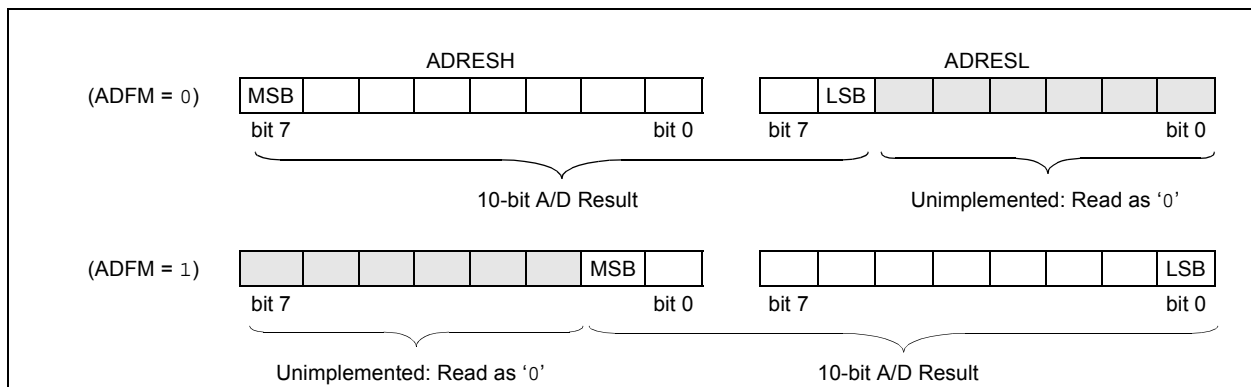 ADRESH ADRESL
(ADFM = 0) MSB LSB
bit 7 bit 0 bit 7 bit 0
10-bit A/D Result Unimplemented: Read as ‘0’
(ADFM = 1) MSB LSB
bit 7 bit 0 bit 7 bit 0
Unimplemented: Read as ‘0’ 10-bit A/D Result